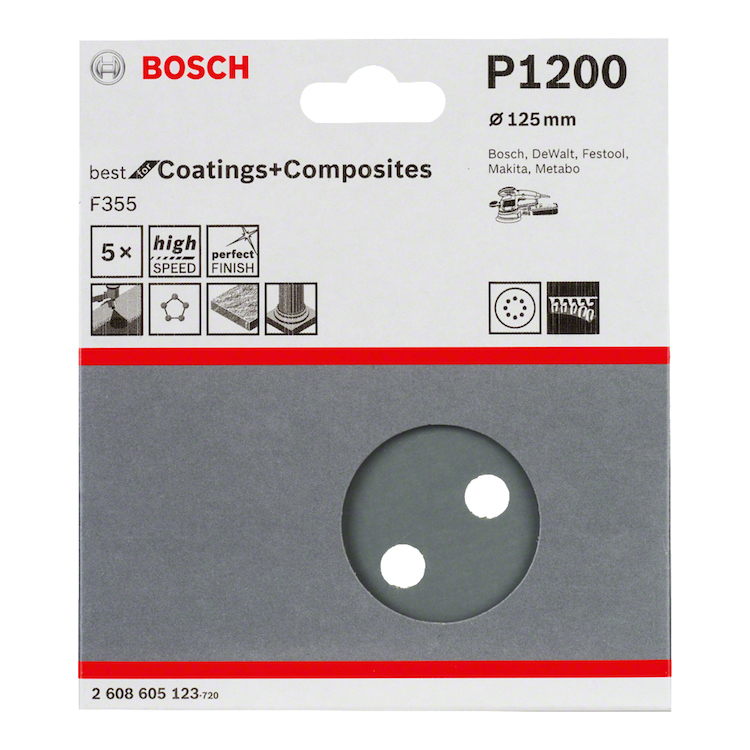 BOSCH
P1200
Ø 125 mm
Bosch, DeWalt, Festool,
Makita, Metabo
best for Coatings+Composites
F355
5×
high
SPEED
perfect
FINISH
2 608 605 123-720